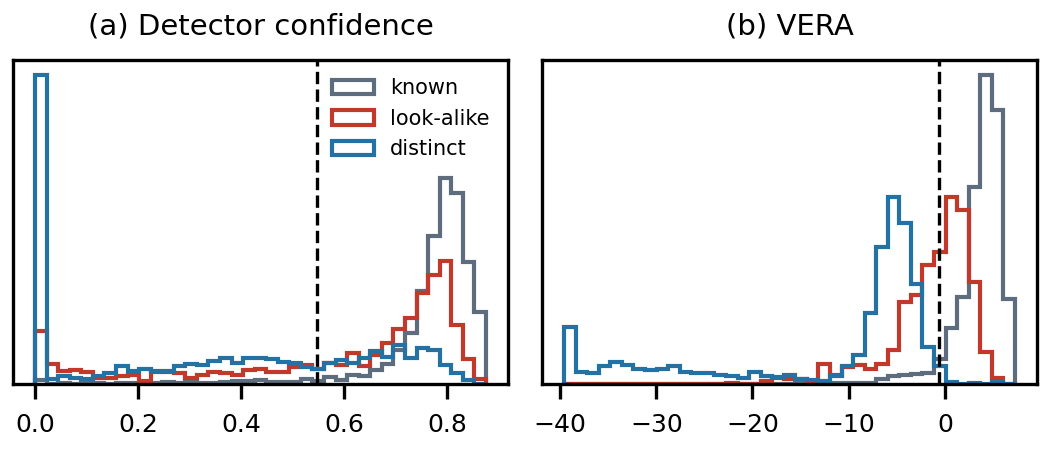 (a) Detector confidence
known
look-alike
distinct
0.0 0.2 0.4 0.6 0.8
(b) VERA
−40 −30 −20 −10 0